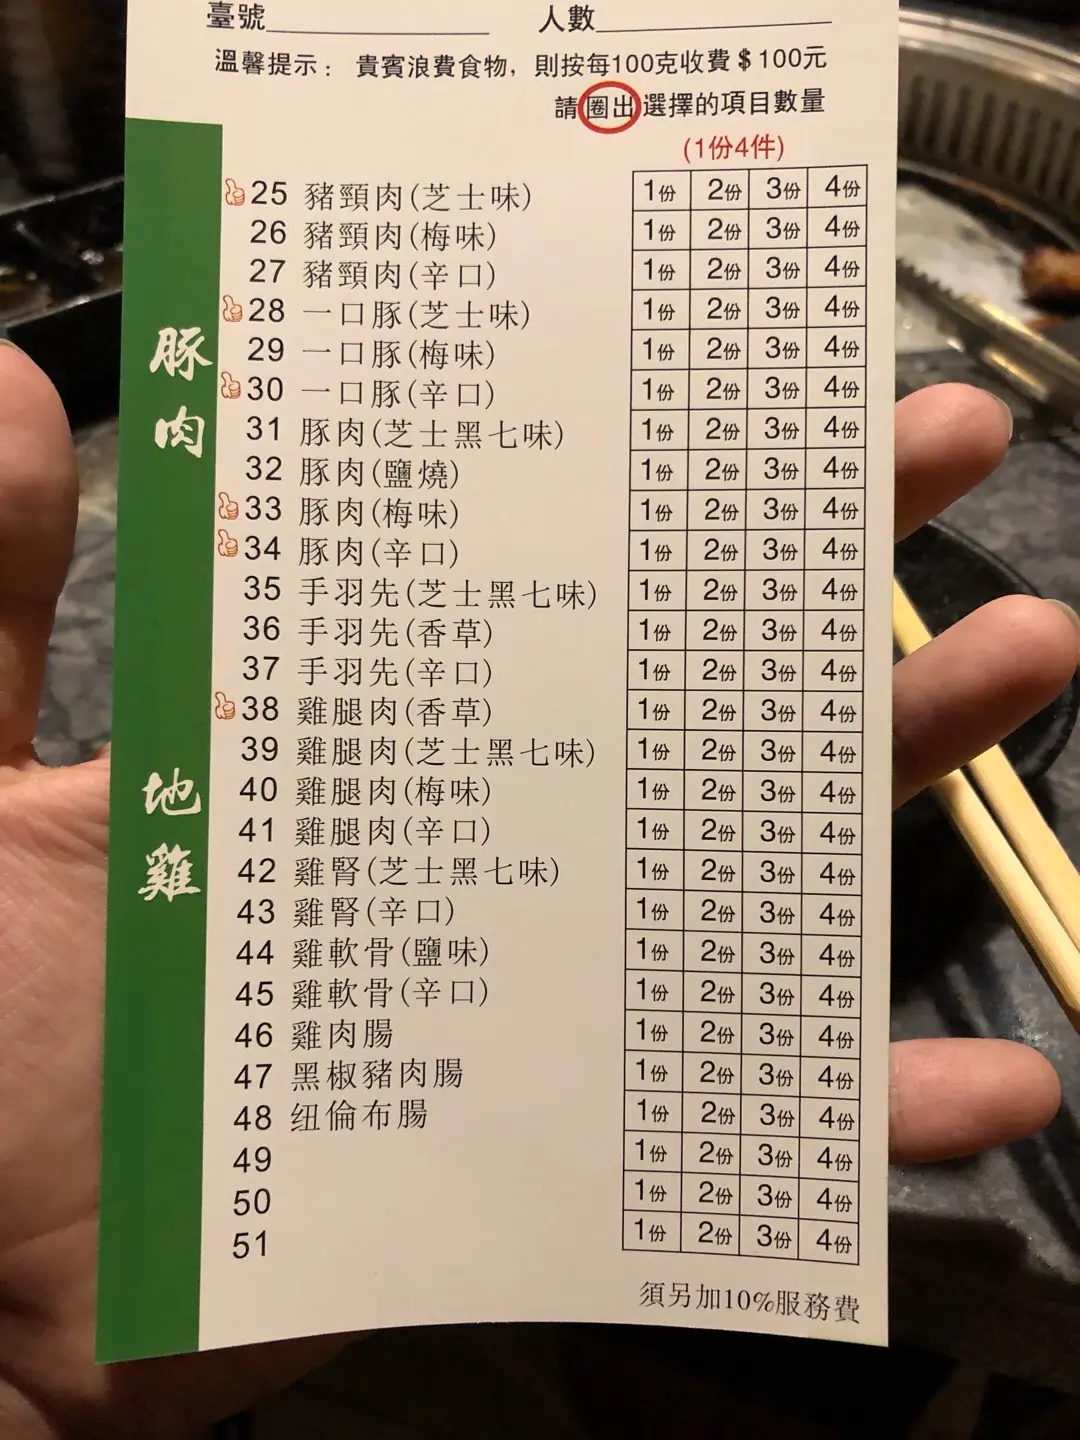 臺號 人數
溫馨提示： 貴賓浪費食物，則按每100克收費＄100元
請圈出選擇的項目數量
(1份4件)
豚肉
25 豬頸肉(芝士味) 1份 2份 3份 4份
26 豬頸肉(梅味) 1份 2份 3份 4份
27 豬頸肉(辛口) 1份 2份 3份 4份
28 一口豚(芝士味) 1份 2份 3份 4份
29 一口豚(梅味) 1份 2份 3份 4份
30 一口豚(辛口) 1份 2份 3份 4份
31 豚肉(芝士黑七味) 1份 2份 3份 4份
32 豚肉(鹽燒) 1份 2份 3份 4份
33 豚肉(梅味) 1份 2份 3份 4份
34 豚肉(辛口) 1份 2份 3份 4份
地雞
35 手羽先(芝士黑七味) 1份 2份 3份 4份
36 手羽先(香草) 1份 2份 3份 4份
37 手羽先(辛口) 1份 2份 3份 4份
38 雞腿肉(香草) 1份 2份 3份 4份
39 雞腿肉(芝士黑七味) 1份 2份 3份 4份
40 雞腿肉(梅味) 1份 2份 3份 4份
41 雞腿肉(辛口) 1份 2份 3份 4份
42 雞腎(芝士黑七味) 1份 2份 3份 4份
43 雞腎(辛口) 1份 2份 3份 4份
44 雞軟骨(鹽味) 1份 2份 3份 4份
45 雞軟骨(辛口) 1份 2份 3份 4份
46 雞肉腸 1份 2份 3份 4份
47 黑椒豬肉腸 1份 2份 3份 4份
48 纽倫布腸 1份 2份 3份 4份
49 1份 2份 3份 4份
50 1份 2份 3份 4份
51 1份 2份 3份 4份
須另加10%服務費